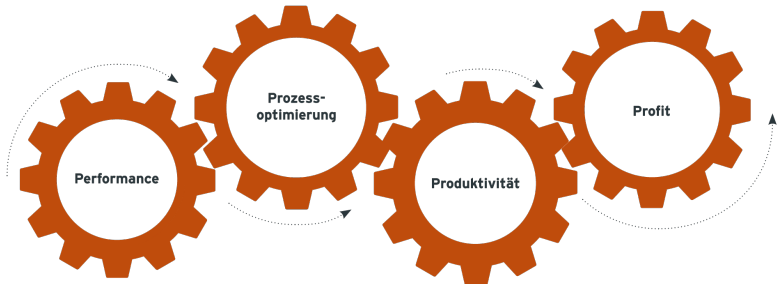 Performance
Prozess-
optimierung
Produktivität
Profit